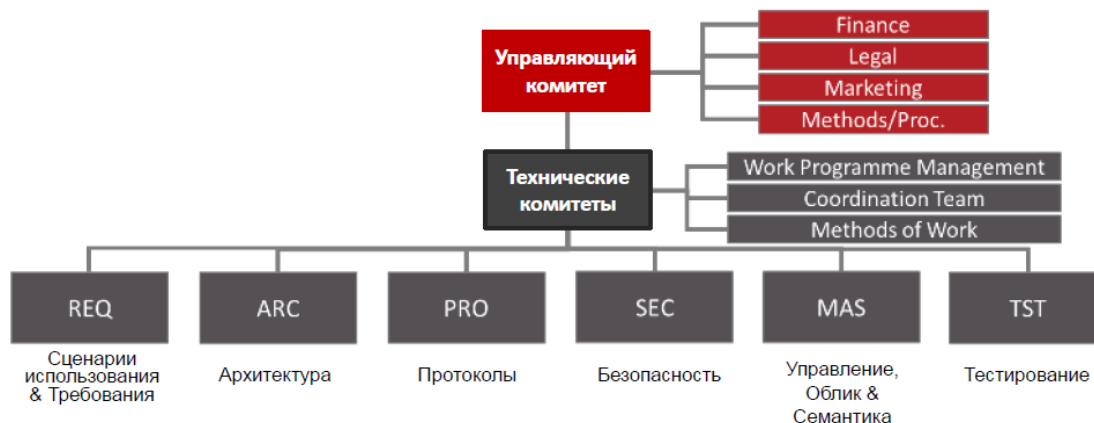 Управляющий
комитет
Finance
Legal
Marketing
Methods/Proc.
Технические
комитеты
Work Programme Management
Coordination Team
Methods of Work
REQ
ARC
PRO
SEC
MAS
TST
Сценарии
использования
& Требования
Архитектура
Протоколы
Безопасность
Управление,
Облик &
Семантика
Тестирование